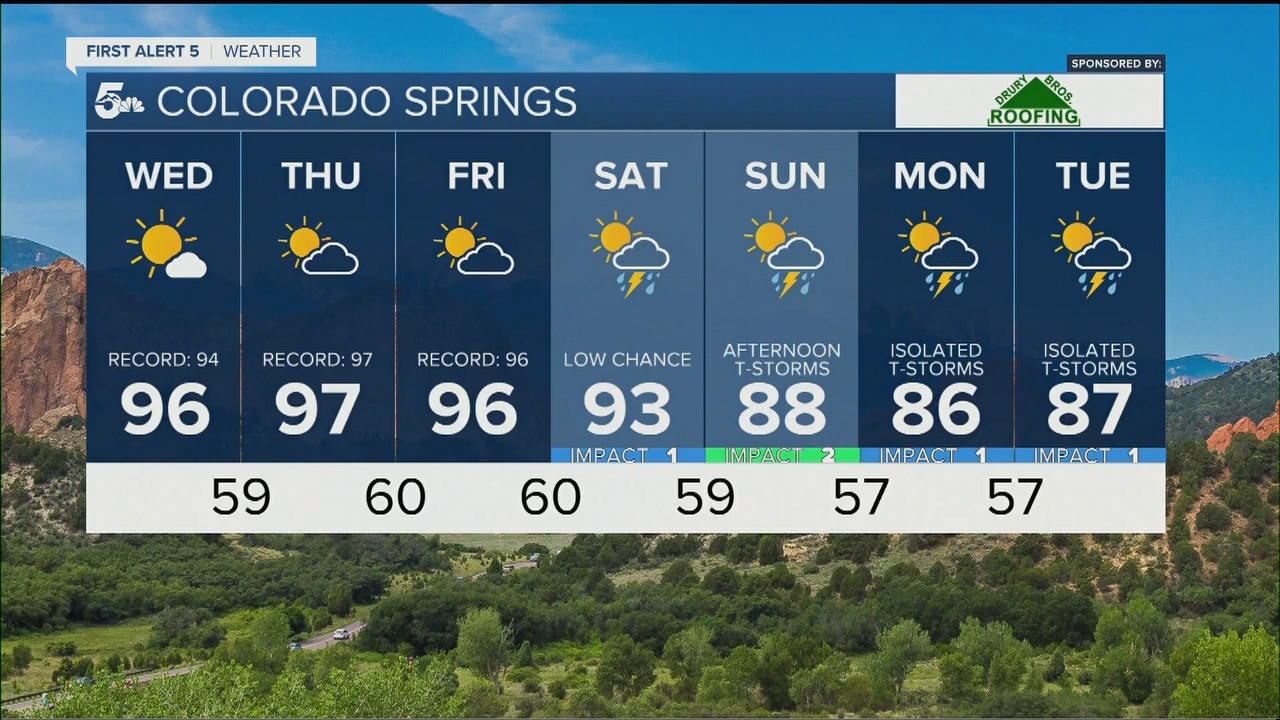 FIRST ALERT 5 | WEATHER
SPONSORED BY:
5 COLORADO SPRINGS
DRURY BROS.
ROOFING
WED THU FRI SAT SUN MON TUE
RECORD: 94 RECORD: 97 RECORD: 96 LOW CHANCE AFTERNOON T-STORMS ISOLATED T-STORMS ISOLATED T-STORMS
96 97 96 93 88 86 87
IMPACT 1 IMPACT 2 IMPACT 1 IMPACT 1
59 60 60 59 57 57